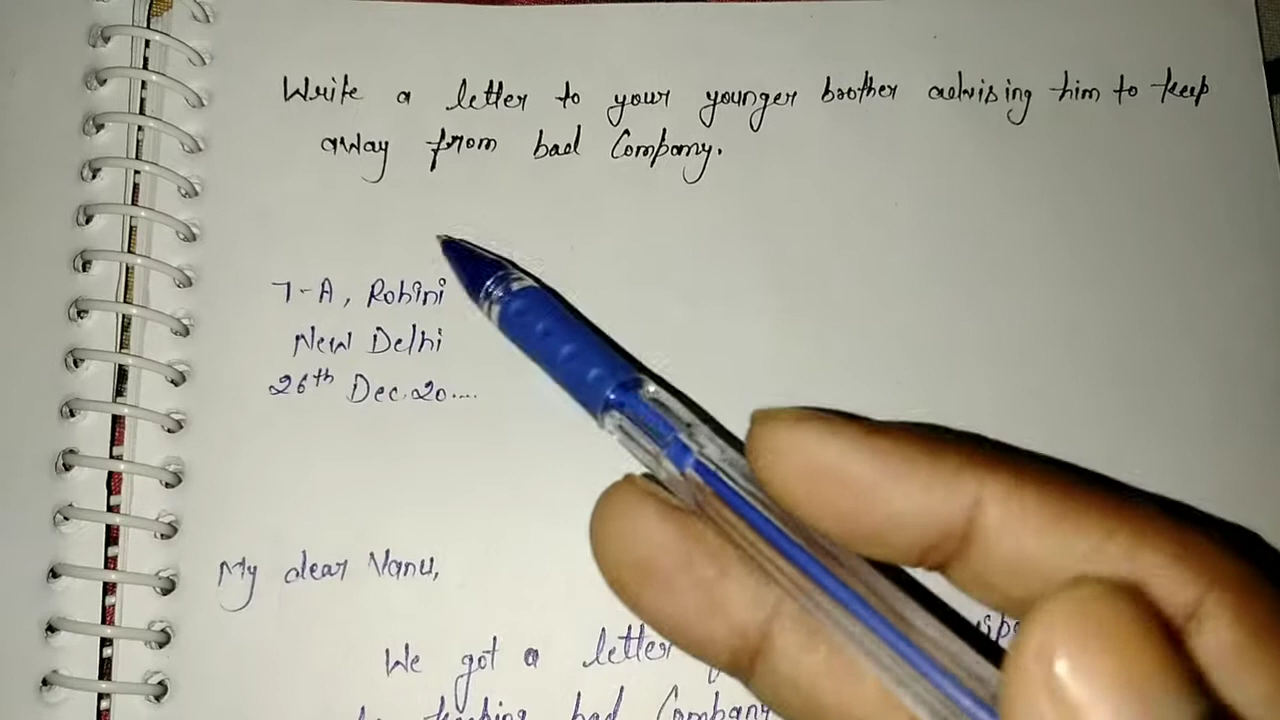 Write a letter to your younger brother advising him to keep
away from bad Company.
7-A, Rohini
New Delhi
26th Dec. 20....
My dear Nanu,
We got a letter
keeping bad Company